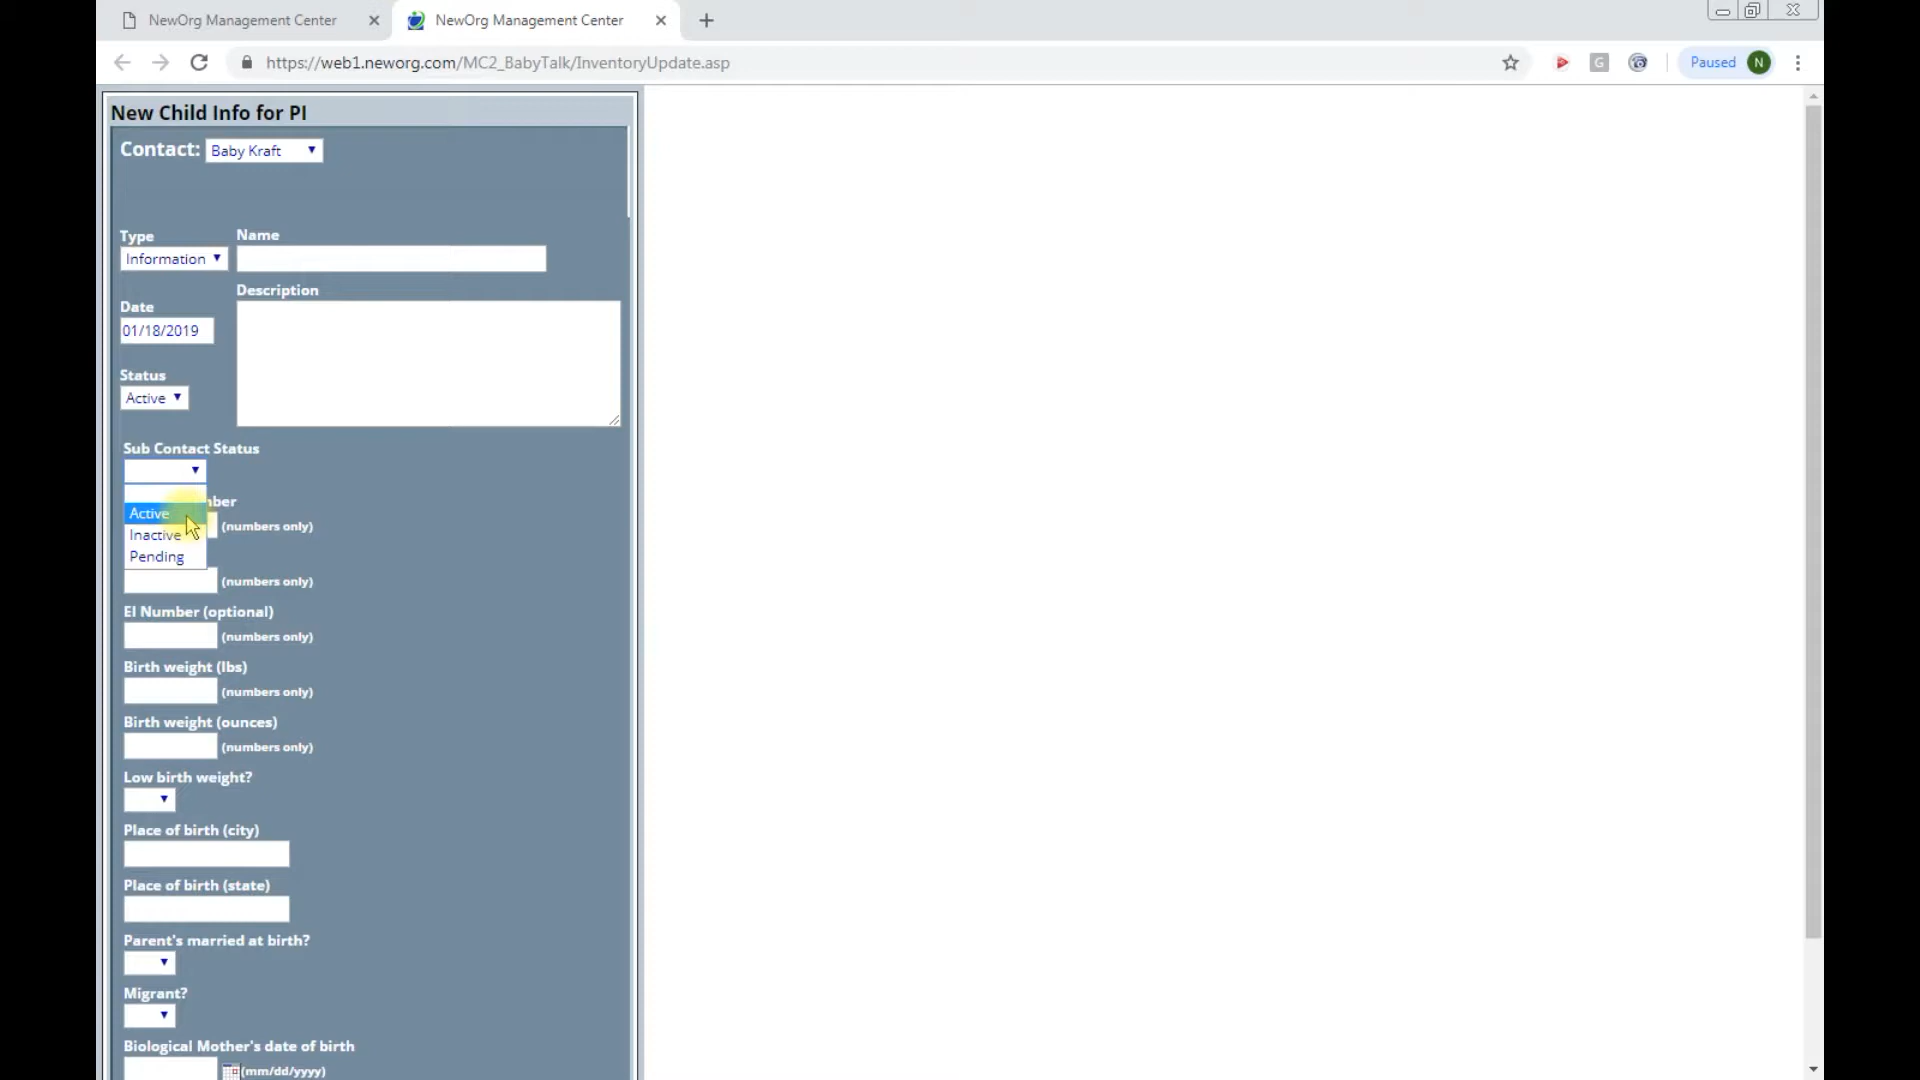 NewOrg Management Center
NewOrg Management Center
https://web1.neworg.com/MC2_BabyTalk/InventoryUpdate.asp
G
Paused N
New Child Info for PI
Contact: Baby Kraft
Type
Name
Information
Date
Description
01/18/2019
Status
Active
Sub Contact Status
Active
(numbers only)
Inactive
Pending
(numbers only)
EI Number (optional)
(numbers only)
Birth weight (lbs)
(numbers only)
Birth weight (ounces)
(numbers only)
Low birth weight?
Place of birth (city)
Place of birth (state)
Parent's married at birth?
Migrant?
Biological Mother's date of birth
(mm/dd/yyyy)